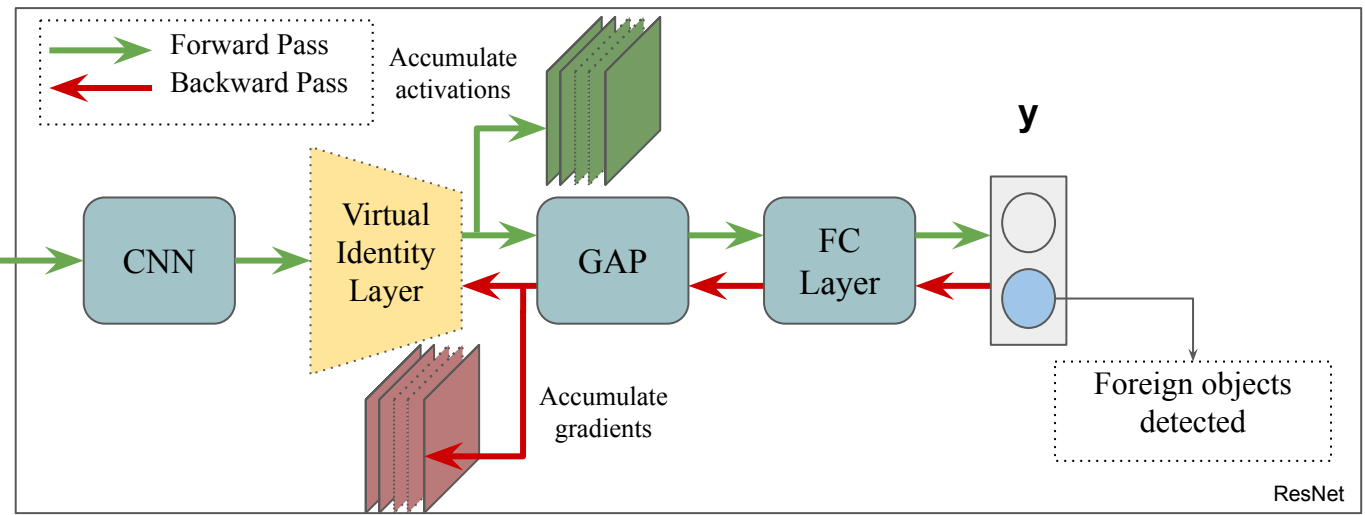 Forward Pass
Backward Pass
Accumulate
activations
y
CNN
Virtual
Identity
Layer
GAP
FC
Layer
Accumulate
gradients
Foreign objects
detected
ResNet